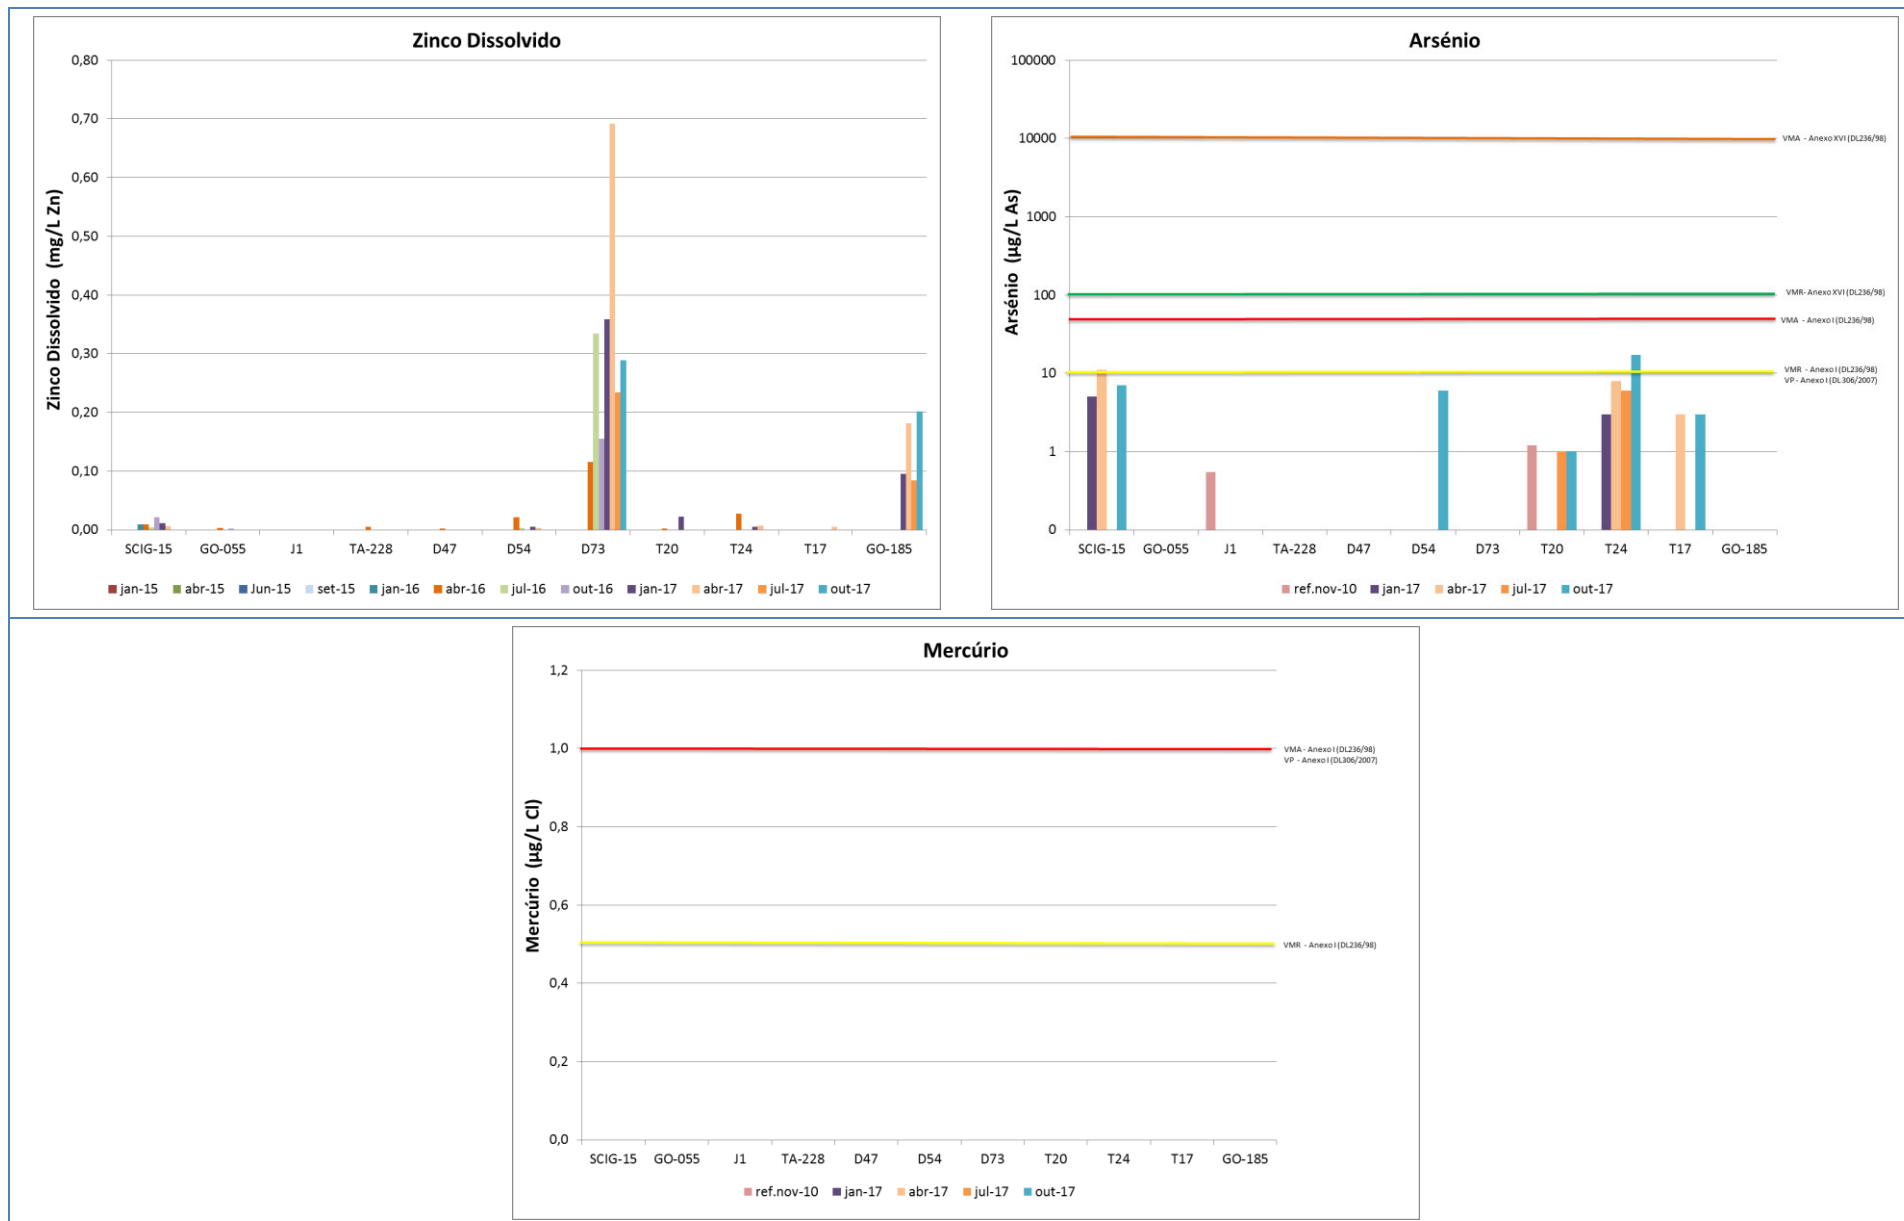 Zinco Dissolvido
Zinco Dissolvido (mg/L Zn)
0,80
0,70
0,60
0,50
0,40
0,30
0,20
0,10
0,00
SCIG-15 GO-055 J1 TA-228 D47 D54 D73 T20 T24 T17 GO-185
jan-15 abr-15 Jun-15 set-15 jan-16 abr-16 jul-16 out-16 jan-17 abr-17 jul-17 out-17
Arsénio
Arsénio (µg/L As)
100000
10000
1000
100
10
1
0
VMA - Anexo XVI (DL236/98)
VMR- Anexo XVI (DL236/98)
VMA - Anexo I (DL236/98)
VMR - Anexo I (DL236/98)
VP - Anexo I (DL306/2007)
SCIG-15 GO-055 J1 TA-228 D47 D54 D73 T20 T24 T17 GO-185
ref.nov-10 jan-17 abr-17 jul-17 out-17
Mercúrio
Mercúrio (µg/L Cl)
1,2
1,0
0,8
0,6
0,4
0,2
0,0
VMA - Anexo I (DL236/98)
VP - Anexo I (DL306/2007)
VMR - Anexo I (DL236/98)
SCIG-15 GO-055 J1 TA-228 D47 D54 D73 T20 T24 T17 GO-185
ref.nov-10 jan-17 abr-17 jul-17 out-17